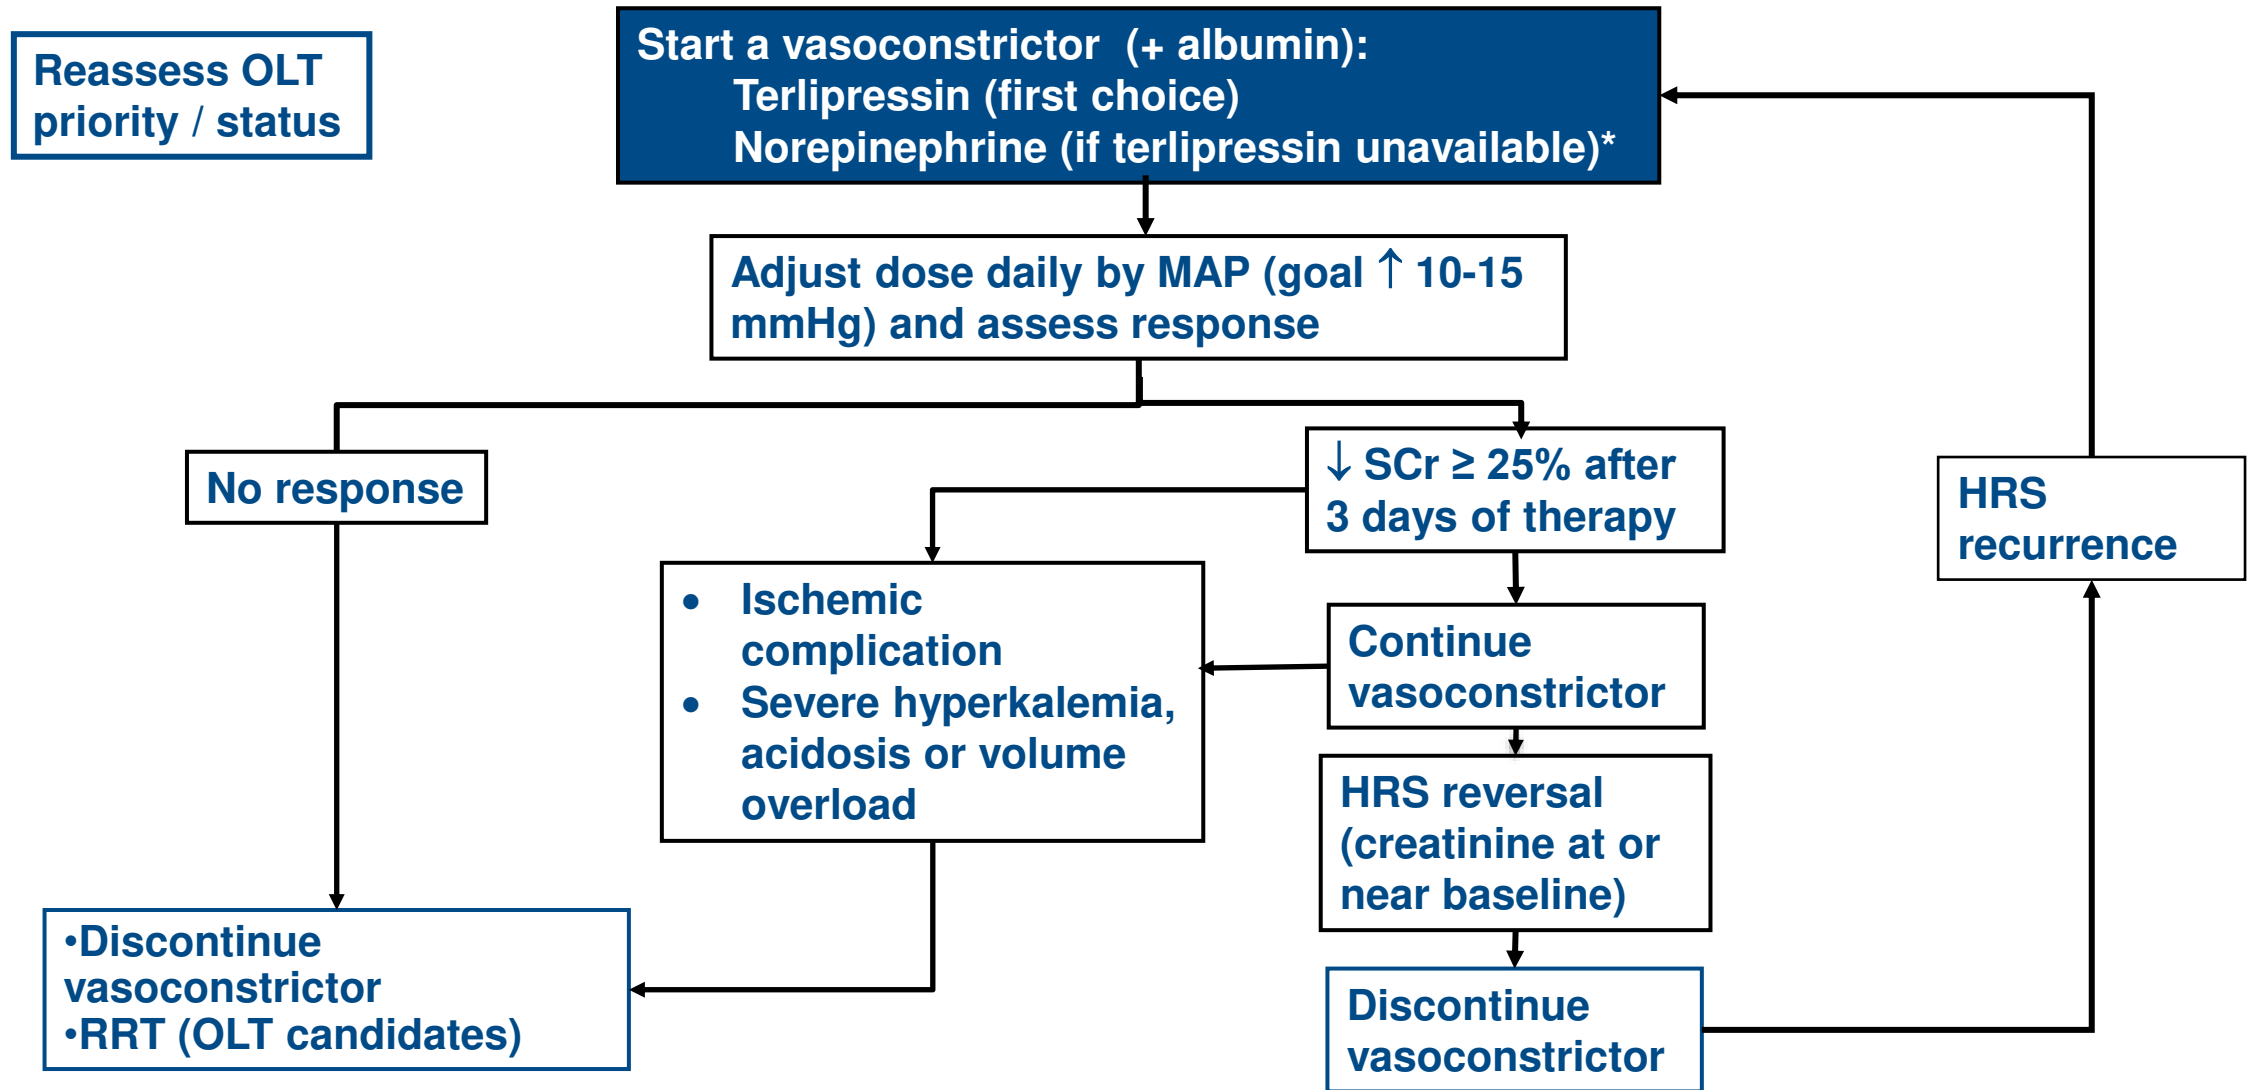 Reassess OLT
priority / status
Start a vasoconstrictor (+ albumin):
Terlipressin (first choice)
Norepinephrine (if terlipressin unavailable)*
Adjust dose daily by MAP (goal ↑ 10-15
mmHg) and assess response
No response
↓ SCr ≥ 25% after
3 days of therapy
HRS
recurrence
• Ischemic
complication
• Severe hyperkalemia,
acidosis or volume
overload
Continue
vasoconstrictor
HRS reversal
(creatinine at or
near baseline)
•Discontinue
vasoconstrictor
•RRT (OLT candidates)
Discontinue
vasoconstrictor